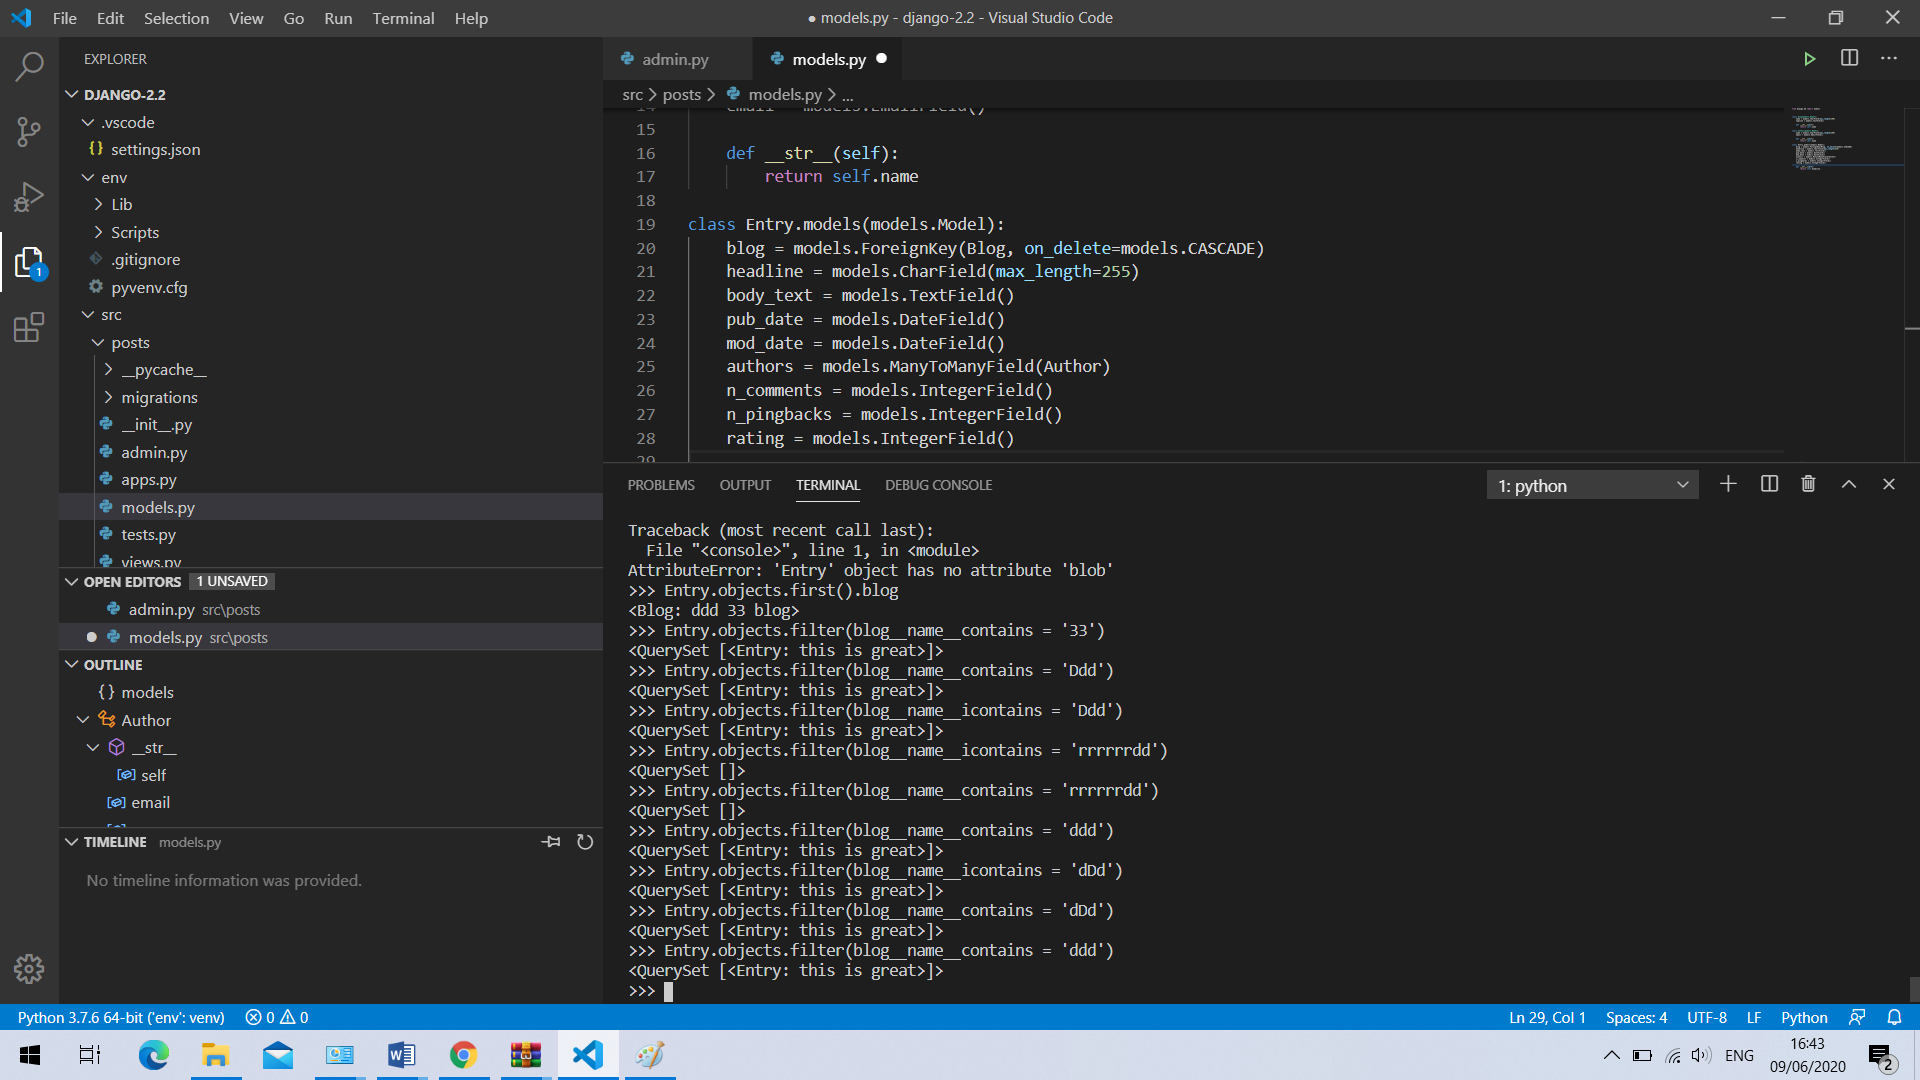 File Edit Selection View Go Run Terminal Help
● models.py - django-2.2 - Visual Studio Code
EXPLORER
DJANGO-2.2
.vscode
{} settings.json
env
Lib
Scripts
.gitignore
pyvenv.cfg
src
posts
__pycache__
migrations
__init__.py
admin.py
apps.py
models.py
tests.py
views.py
OPEN EDITORS 1 UNSAVED
admin.py src\posts
● models.py src\posts
OUTLINE
{} models
Author
__str__
self
email
TIMELINE models.py
No timeline information was provided.
1
admin.py
models.py ●
src > posts > models.py > ...
14 email = models.EmailField()
15
16 def __str__(self):
17 return self.name
18
19 class Entry.models(models.Model):
20 blog = models.ForeignKey(Blog, on_delete=models.CASCADE)
21 headline = models.CharField(max_length=255)
22 body_text = models.TextField()
23 pub_date = models.DateField()
24 mod_date = models.DateField()
25 authors = models.ManyToManyField(Author)
26 n_comments = models.IntegerField()
27 n_pingbacks = models.IntegerField()
28 rating = models.IntegerField()
29
PROBLEMS OUTPUT TERMINAL DEBUG CONSOLE
1: python
Traceback (most recent call last):
File "<console>", line 1, in <module>
AttributeError: 'Entry' object has no attribute 'blob'
>>> Entry.objects.first().blog
<Blog: ddd 33 blog>
>>> Entry.objects.filter(blog__name__contains = '33')
<QuerySet [<Entry: this is great>]>
>>> Entry.objects.filter(blog__name__contains = 'Ddd')
<QuerySet [<Entry: this is great>]>
>>> Entry.objects.filter(blog__name__icontains = 'Ddd')
<QuerySet [<Entry: this is great>]>
>>> Entry.objects.filter(blog__name__icontains = 'rrrrrrdd')
<QuerySet []>
>>> Entry.objects.filter(blog__name__contains = 'rrrrrrdd')
<QuerySet []>
>>> Entry.objects.filter(blog__name__contains = 'ddd')
<QuerySet [<Entry: this is great>]>
>>> Entry.objects.filter(blog__name__icontains = 'dDd')
<QuerySet [<Entry: this is great>]>
>>> Entry.objects.filter(blog__name__contains = 'dDd')
<QuerySet [<Entry: this is great>]>
>>> Entry.objects.filter(blog__name__contains = 'ddd')
<QuerySet [<Entry: this is great>]>
>>>
Python 3.7.6 64-bit ('env': venv) 0 0
Ln 29, Col 1 Spaces: 4 UTF-8 LF Python
ENG
16:43
09/06/2020
2